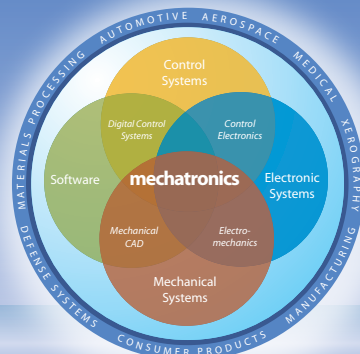 MATERIALS PROCESSING
AUTOMOTIVE
AEROSPACE
MEDICAL
XEROGRAPHY
MANUFACTURING
CONSUMER PRODUCTS
DEFENSE SYSTEMS
Control
Systems
Digital Control
Systems
Control
Electronics
Software
mechatronics
Electronic
Systems
Mechanical
CAD
Electro-
mechanics
Mechanical
Systems